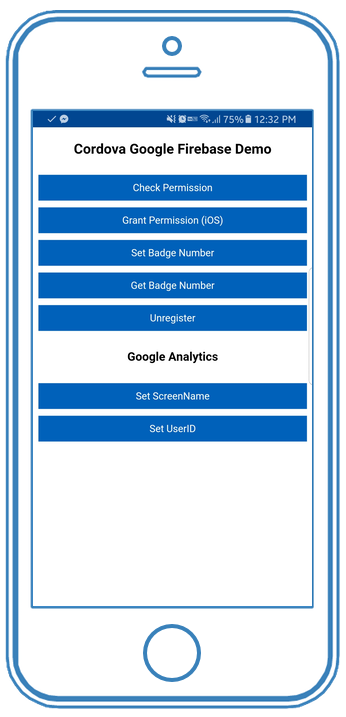 75% 12:32 PM
Cordova Google Firebase Demo
Check Permission
Grant Permission (iOS)
Set Badge Number
Get Badge Number
Unregister
Google Analytics
Set ScreenName
Set UserID